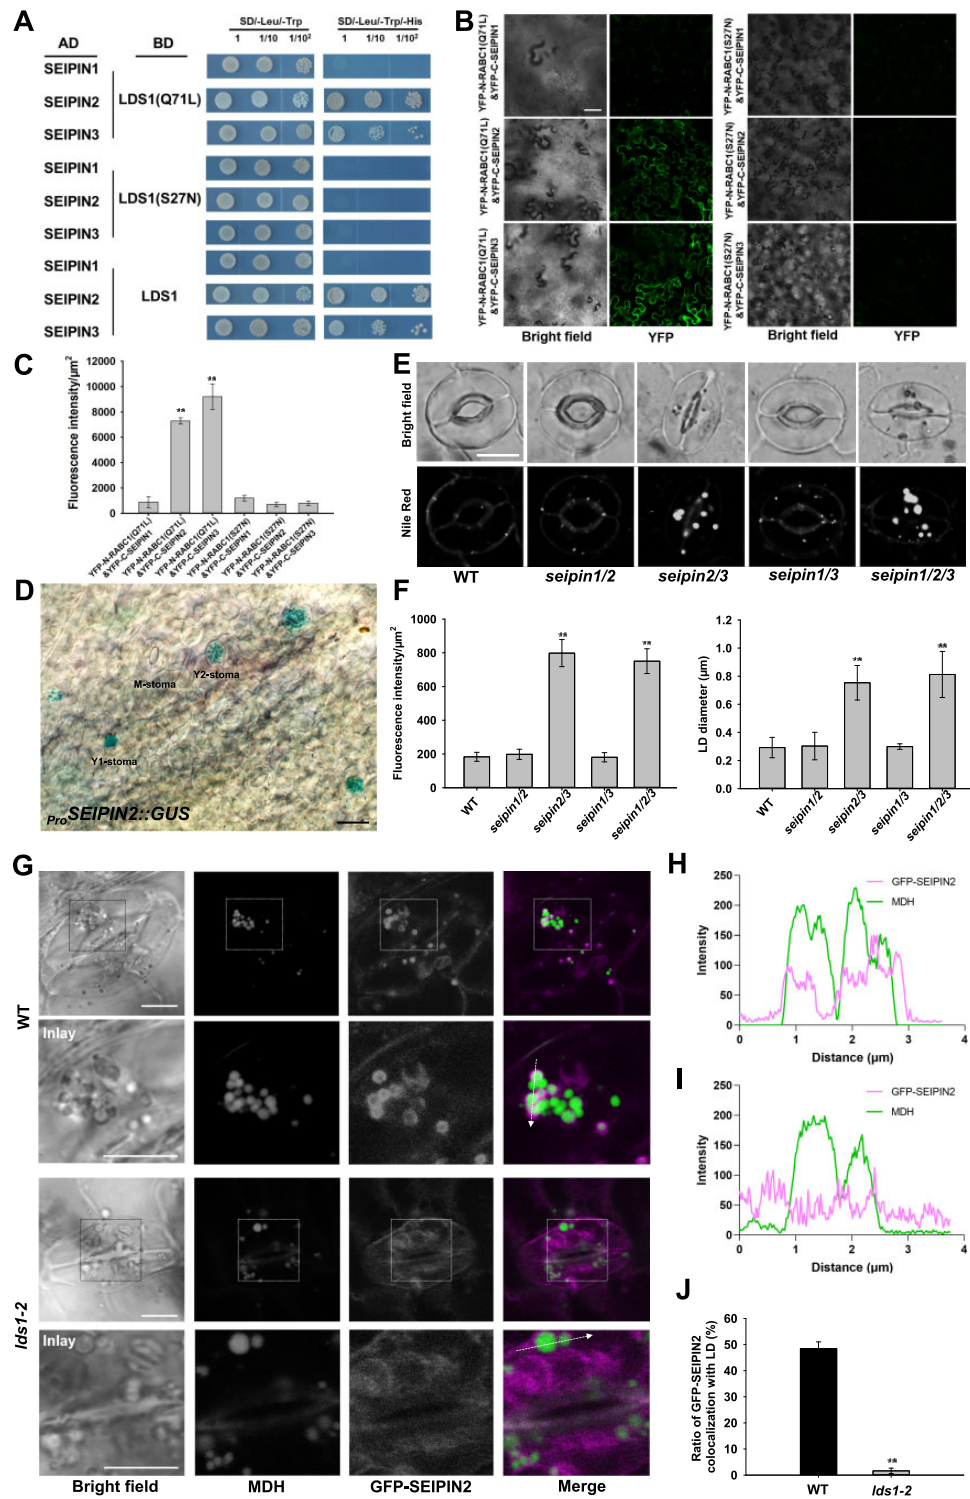 A
AD
BD
SD/-Leu/-Trp
SD/-Leu/-Trp/-His
1 1/10 1/10²
1 1/10 1/10²
SEIPIN1
SEIPIN2
SEIPIN3
LDS1(Q71L)
SEIPIN1
SEIPIN2
SEIPIN3
LDS1(S27N)
SEIPIN1
SEIPIN2
SEIPIN3
LDS1
B
YFP-N-RABC1(Q71L)
&YFP-C-SEIPIN1
YFP-N-RABC1(Q71L)
&YFP-C-SEIPIN2
YFP-N-RABC1(Q71L)
&YFP-C-SEIPIN3
YFP-N-RABC1(S27N)
&YFP-C-SEIPIN1
YFP-N-RABC1(S27N)
&YFP-C-SEIPIN2
YFP-N-RABC1(S27N)
&YFP-C-SEIPIN3
Bright field
YFP
Bright field
YFP
C
Fluorescence intensity/µm²
12000
10000
8000
6000
4000
2000
0
**
**
YFP-N-RABC1(Q71L)
&YFP-C-SEIPIN1
YFP-N-RABC1(Q71L)
&YFP-C-SEIPIN2
YFP-N-RABC1(Q71L)
&YFP-C-SEIPIN3
YFP-N-RABC1(S27N)
&YFP-C-SEIPIN1
YFP-N-RABC1(S27N)
&YFP-C-SEIPIN2
YFP-N-RABC1(S27N)
&YFP-C-SEIPIN3
D
M-stoma
Y2-stoma
Y1-stoma
ProSEIPIN2::GUS
E
Bright field
Nile Red
WT
seipin1/2
seipin2/3
seipin1/3
seipin1/2/3
F
Fluorescence intensity/µm²
1000
800
600
400
200
0
**
**
WT
seipin1/2
seipin2/3
seipin1/3
seipin1/2/3
LD diameter (µm)
1.2
1.0
0.8
0.6
0.4
0.2
0.0
**
**
WT
seipin1/2
seipin2/3
seipin1/3
seipin1/2/3
G
WT
Inlay
lds1-2
Inlay
Bright field
MDH
GFP-SEIPIN2
Merge
H
GFP-SEIPIN2
MDH
Intensity
250
200
150
100
50
0
0 1 2 3 4
Distance (µm)
I
GFP-SEIPIN2
MDH
Intensity
250
200
150
100
50
0
0 1 2 3 4
Distance (µm)
J
Ratio of GFP-SEIPIN2
colocalization with LD (%)
60
50
40
30
20
10
0
**
WT
lds1-2